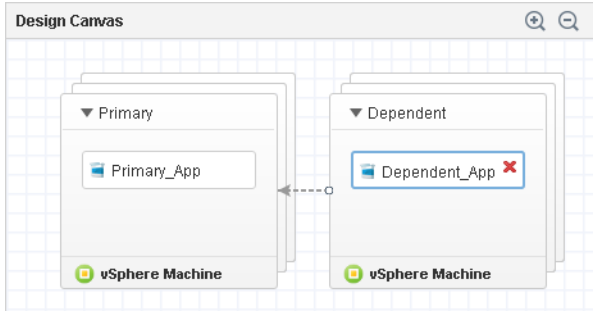 Design Canvas
Primary
Dependent
Primary_App
Dependent_App
vSphere Machine
vSphere Machine